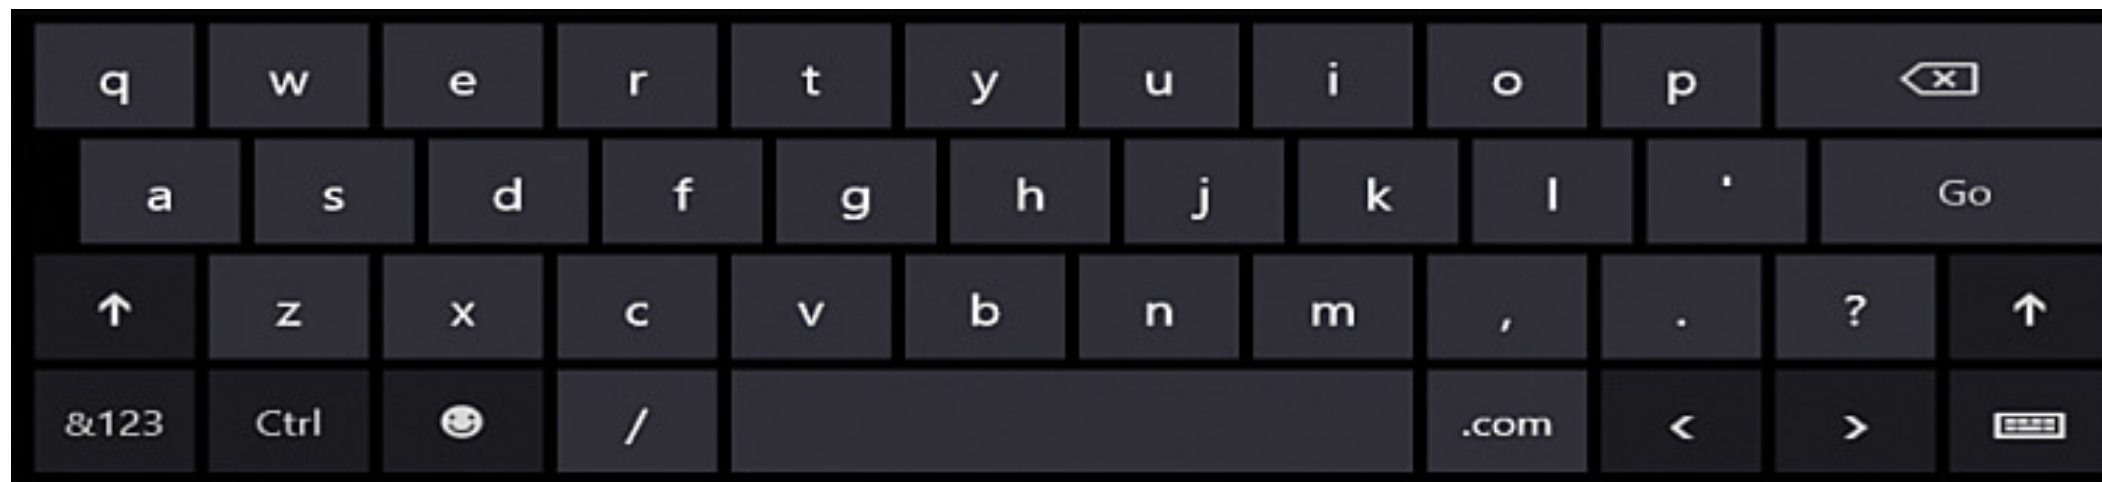 q w e r t y u i o p
a s d f g h j k l ' Go
z x c v b n m , . ?
&123 Ctrl / .com < >